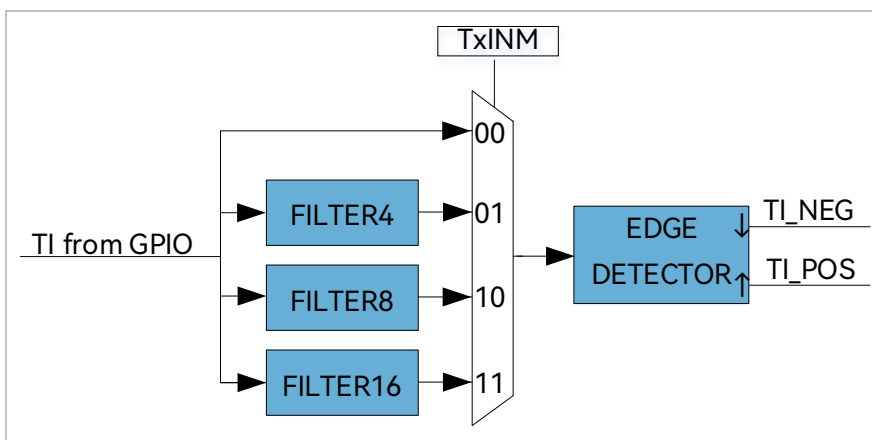 TxINM
00
FILTER4
01
TI from GPIO
EDGE
DETECTOR
↓
↑
TI_NEG
TI_POS
FILTER8
10
FILTER16
11